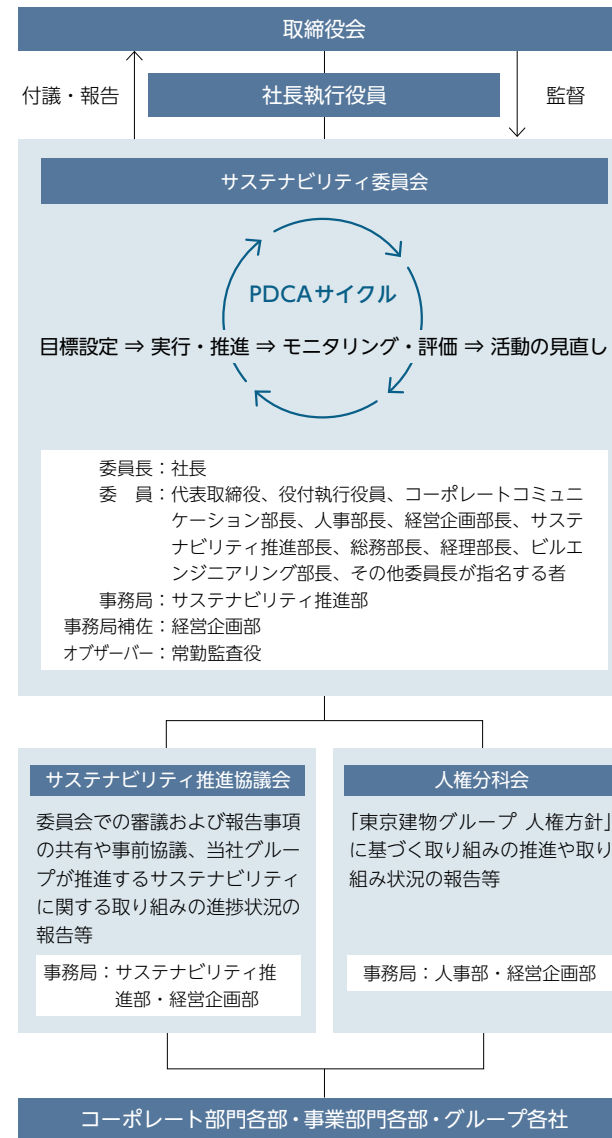 取締役会
付議・報告
社長執行役員
監督
サステナビリティ委員会
PDCAサイクル
目標設定 ⇒ 実行・推進 ⇒ モニタリング・評価 ⇒ 活動の見直し
委員長：社長
委　員：代表取締役、役付執行役員、コーポレートコミュニ
ケーション部長、人事部長、経営企画部長、サステ
ナビリティ推進部長、総務部長、経理部長、ビルエ
ンジニアリング部長、その他委員長が指名する者
事務局：サステナビリティ推進部
事務局補佐：経営企画部
オブザーバー：常勤監査役
サステナビリティ推進協議会
委員会での審議および報告事項
の共有や事前協議、当社グルー
プが推進するサステナビリティ
に関する取り組みの進捗状況の
報告等
事務局：サステナビリティ推
進部・経営企画部
人権分科会
「東京建物グループ 人権方針」
に基づく取り組みの推進や取り
組み状況の報告等
事務局：人事部・経営企画部
コーポレート部門各部・事業部門各部・グループ各社